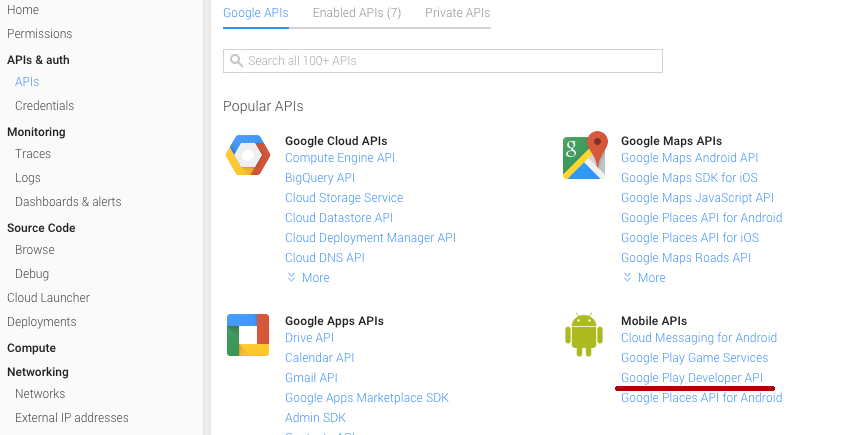 Home
Permissions
APIs & auth
APIs
Credentials
Monitoring
Traces
Logs
Dashboards & alerts
Source Code
Browse
Debug
Cloud Launcher
Deployments
Compute
Networking
Networks
External IP addresses
Google APIs
Enabled APIs (7)
Private APIs
Search all 100+ APIs
Popular APIs
Google Cloud APIs
Compute Engine API
BigQuery API
Cloud Storage Service
Cloud Datastore API
Cloud Deployment Manager API
Cloud DNS API
More
g
Google Maps APIs
Google Maps Android API
Google Maps SDK for iOS
Google Maps JavaScript API
Google Places API for Android
Google Places API for iOS
Google Maps Roads API
More
Google Apps APIs
Drive API
Calendar API
Gmail API
Google Apps Marketplace SDK
Admin SDK
Mobile APIs
Cloud Messaging for Android
Google Play Game Services
Google Play Developer API
Google Places API for Android